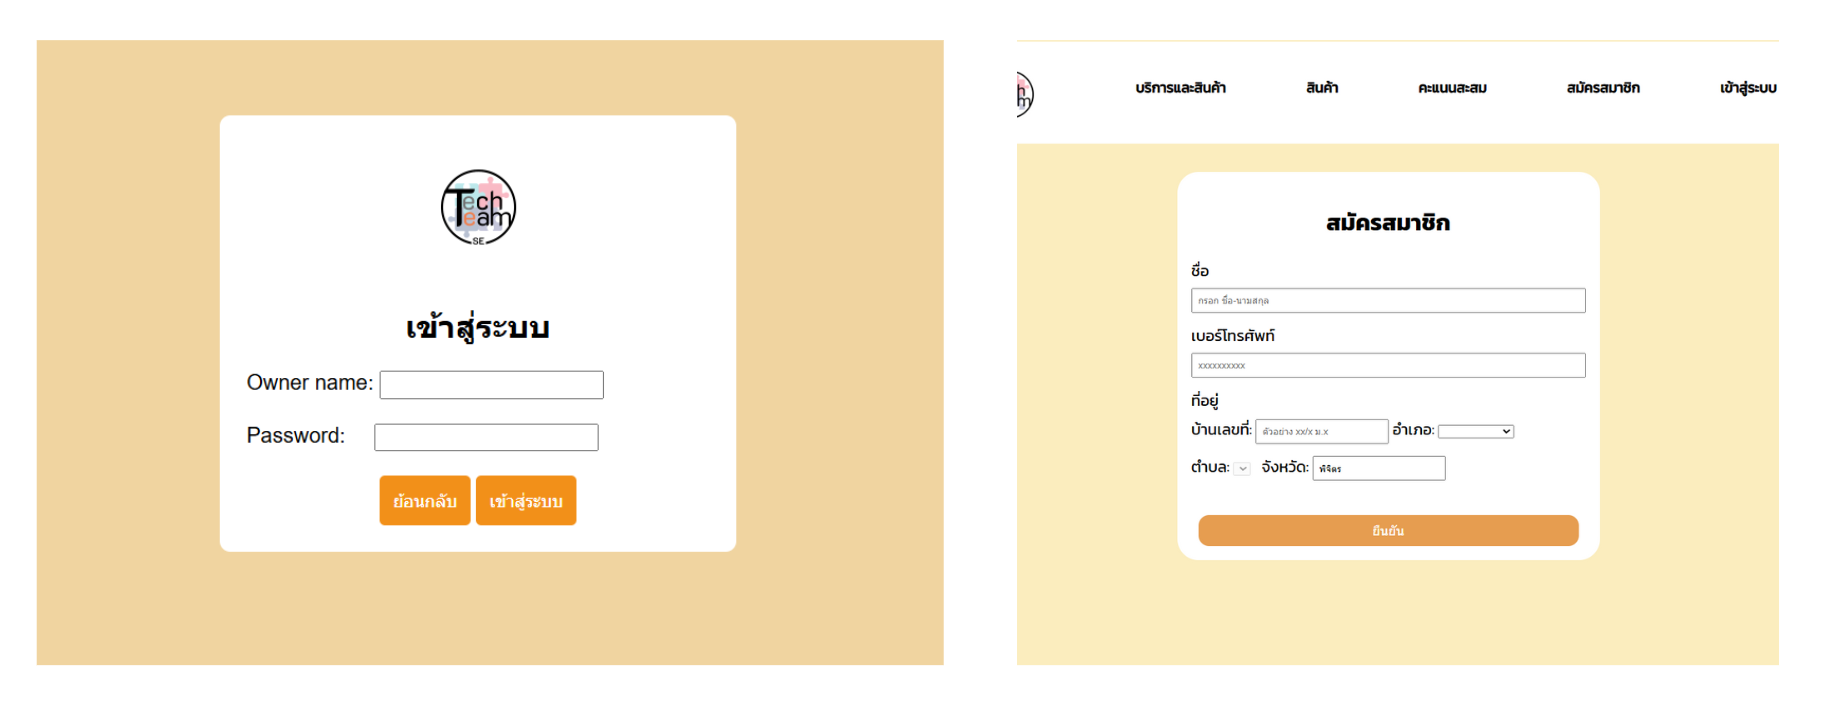 Tech
Team
SE
เข้าสู่ระบบ
Owner name:
Password:
ย้อนกลับ เข้าสู่ระบบ
บริการและสินค้า สินค้า คะแนนสะสม สมัครสมาชิก เข้าสู่ระบบ
สมัครสมาชิก
ชื่อ
กรอก ชื่อ-นามสกุล
เบอร์โทรศัพท์
xxxxxxxxxx
ที่อยู่
บ้านเลขที่: ตัวอย่าง xx/x ม.x อำเภอ:
ตำบล: จังหวัด: พิจิตร
ยืนยัน